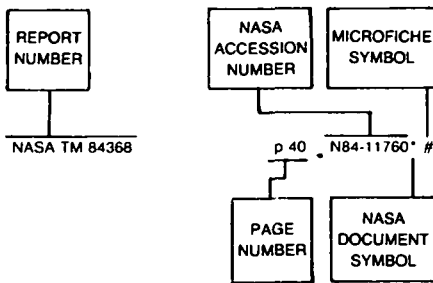 REPORT
NUMBER
NASA
ACCESSION
NUMBER
MICROFICHE
SYMBOL
NASA TM 84368
p 40 . N84-11760* #
PAGE
NUMBER
NASA
DOCUMENT
SYMBOL